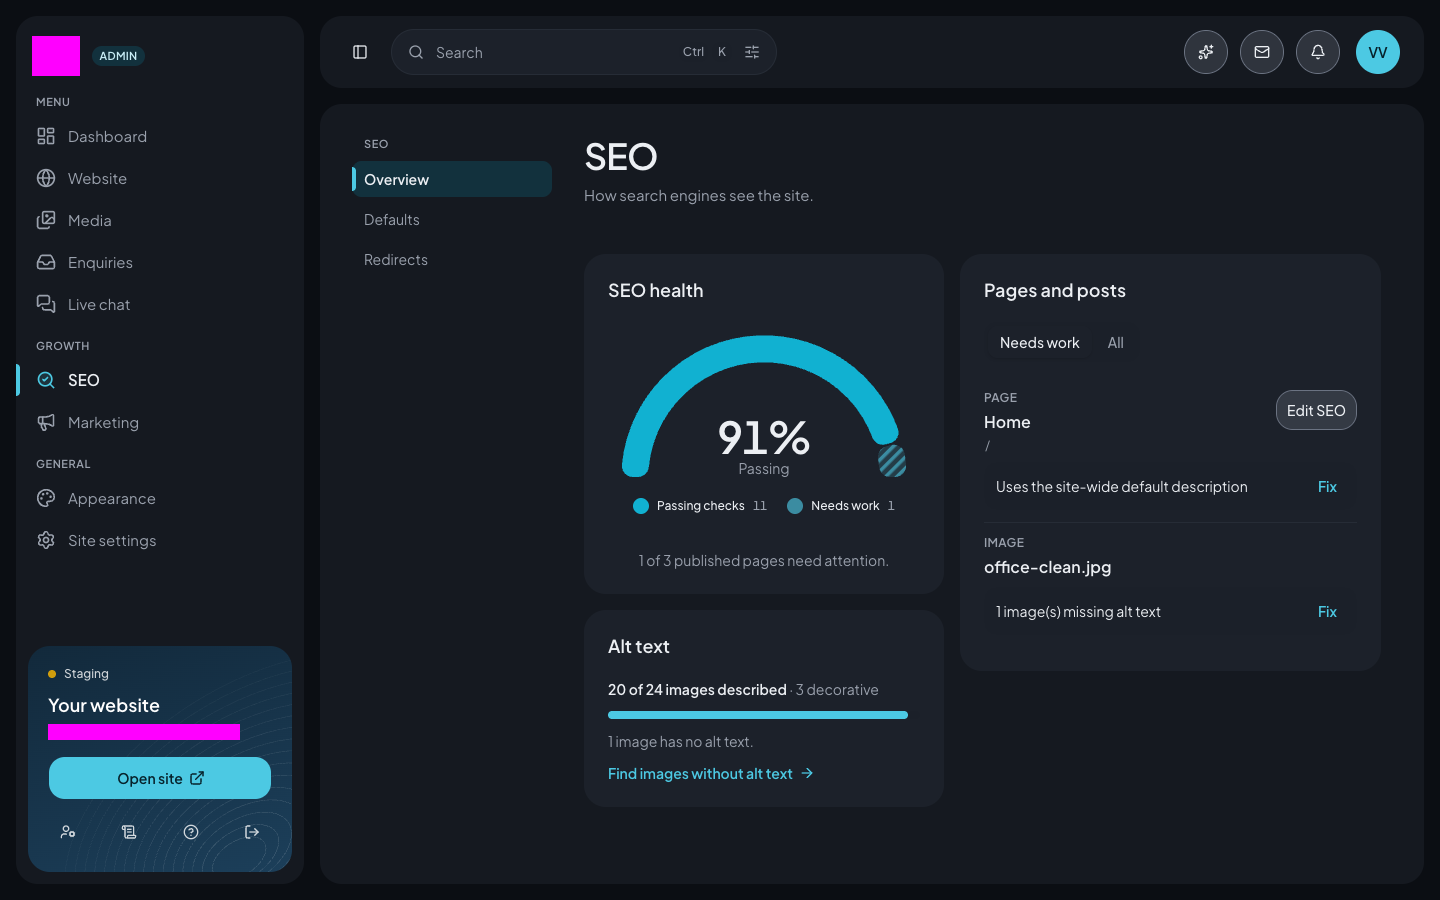 ADMIN
MENU
Dashboard
Website
Media
Enquiries
Live chat
GROWTH
SEO
Marketing
GENERAL
Appearance
Site settings
Staging
Your website
Open site
Search
Ctrl K
VV
SEO
Overview
Defaults
Redirects
SEO
How search engines see the site.
SEO health
91%
Passing
Passing checks 11
Needs work 1
1 of 3 published pages need attention.
Alt text
20 of 24 images described · 3 decorative
1 image has no alt text.
Find images without alt text
Pages and posts
Needs work
All
PAGE
Home
/
Edit SEO
Uses the site-wide default description
Fix
IMAGE
office-clean.jpg
1 image(s) missing alt text
Fix